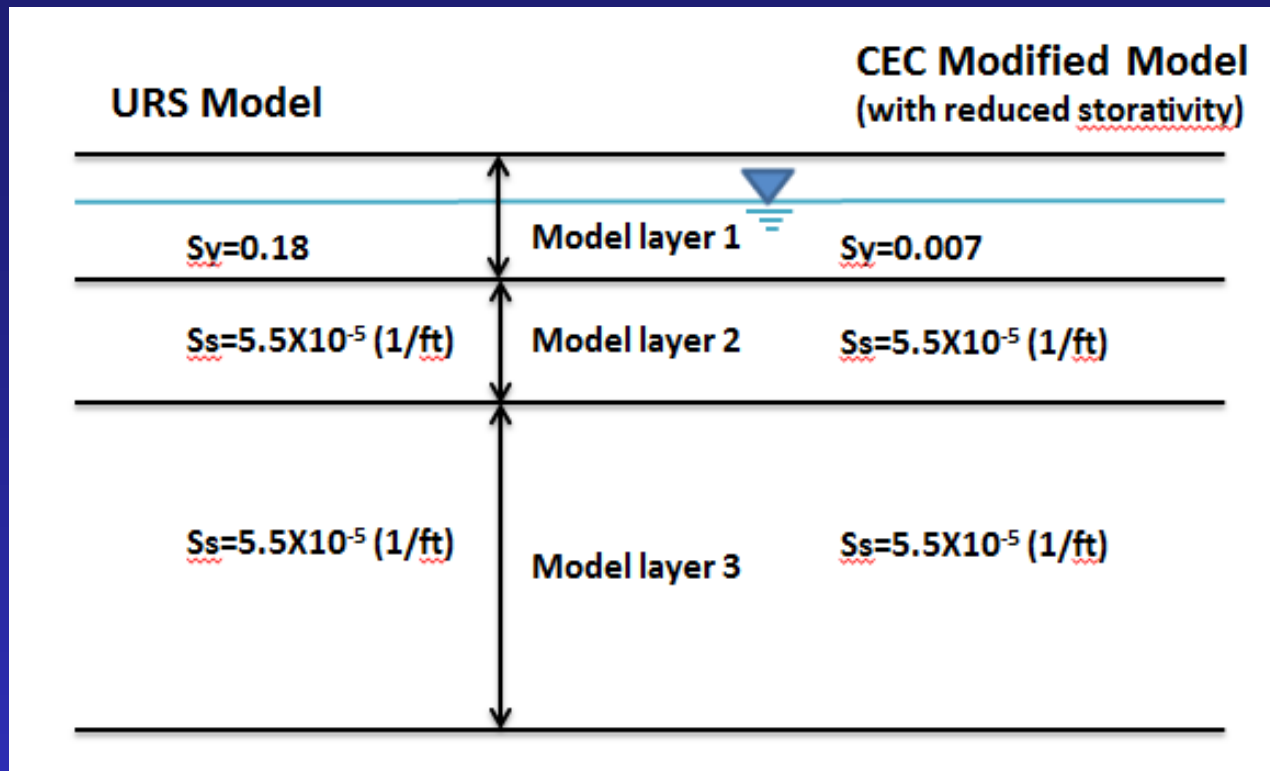 URS Model
CEC Modified Model
(with reduced storativity)
Sy=0.18
Model layer 1
Sy=0.007
Ss=5.5X10⁻⁵ (1/ft)
Model layer 2
Ss=5.5X10⁻⁵ (1/ft)
Ss=5.5X10⁻⁵ (1/ft)
Model layer 3
Ss=5.5X10⁻⁵ (1/ft)